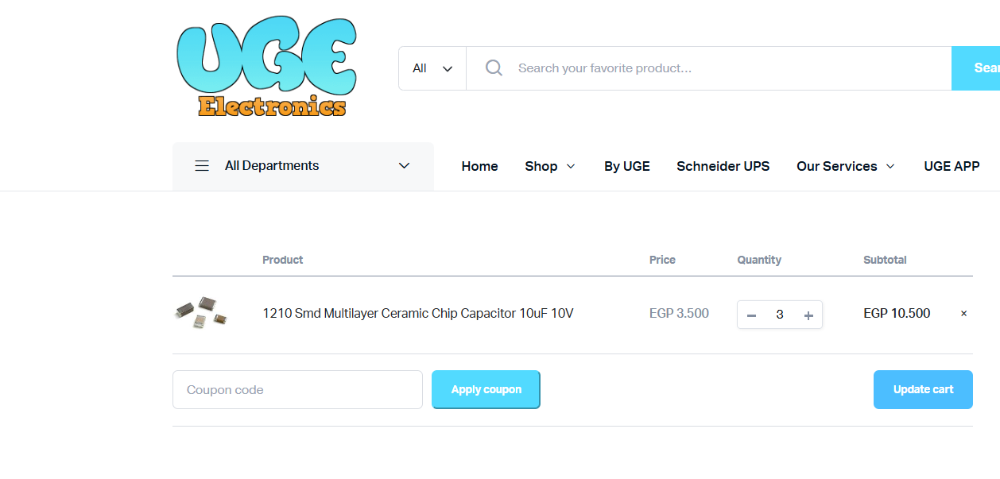 UGE
Electronics
All Search your favorite product...
All Departments Home Shop By UGE Schneider UPS Our Services UGE APP
Product Price Quantity Subtotal
1210 Smd Multilayer Ceramic Chip Capacitor 10uF 10V EGP 3.500 − 3 + EGP 10.500 ×
Coupon code Apply coupon Update cart